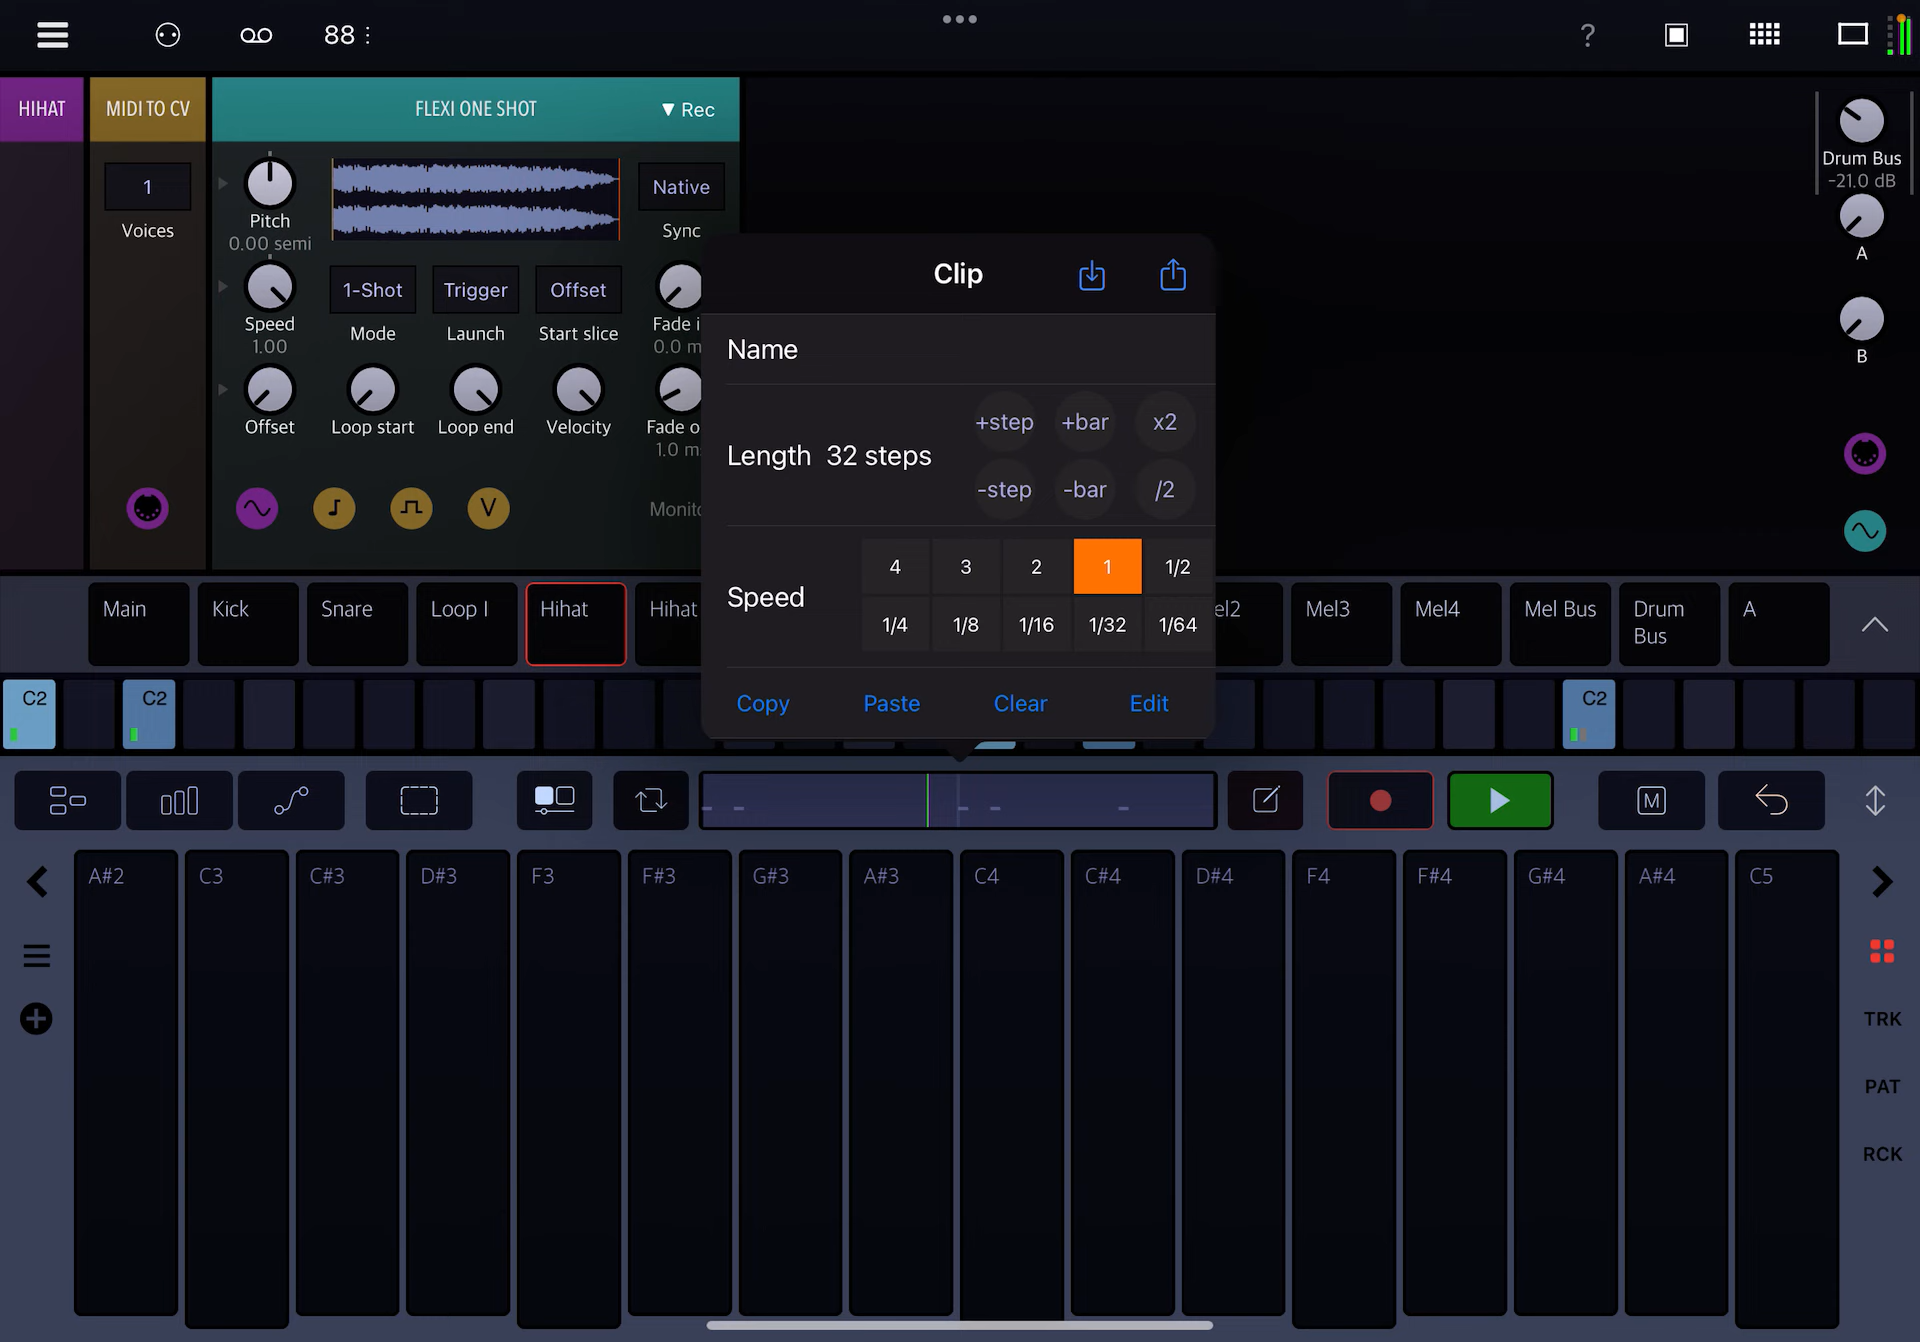 88
?
HIHAT
MIDI TO CV
FLEXI ONE SHOT
▼ Rec
1
Voices
Pitch
0.00 semi
Native
Sync
Speed
1.00
1-Shot
Mode
Trigger
Launch
Offset
Start slice
Fade i
0.0 m
Offset
Loop start
Loop end
Velocity
Fade o
1.0 m
V
Monito
Drum Bus
-21.0 dB
A
B
Clip
Name
Length 32 steps
+step +bar x2
-step -bar /2
Speed
4 3 2 1 1/2
1/4 1/8 1/16 1/32 1/64
Copy Paste Clear Edit
Main
Kick
Snare
Loop I
Hihat
Hihat
el2
Mel3
Mel4
Mel Bus
Drum
Bus
A
C2
C2
C2
M
A#2 C3 C#3 D#3 F3 F#3 G#3 A#3 C4 C#4 D#4 F4 F#4 G#4 A#4 C5
TRK
PAT
RCK